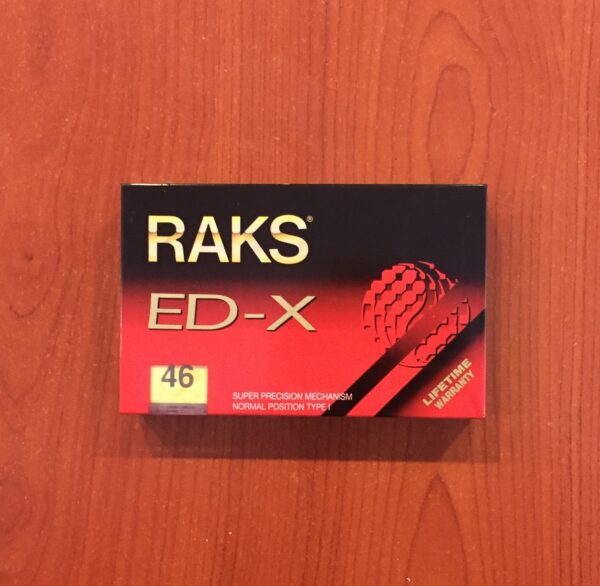 RAKS®
ED-X
46
SUPER PRECISION MECHANISM
NORMAL POSITION TYPE I
LIFETIME
WARRANTY